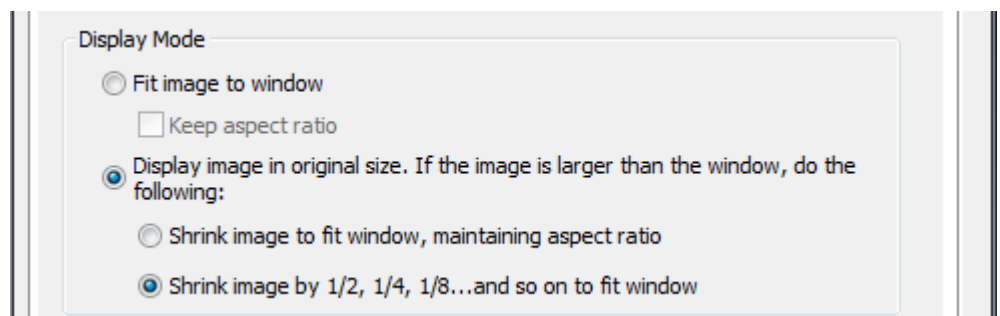 Display Mode
Fit image to window
Keep aspect ratio
Display image in original size. If the image is larger than the window, do the
following:
Shrink image to fit window, maintaining aspect ratio
Shrink image by 1/2, 1/4, 1/8...and so on to fit window